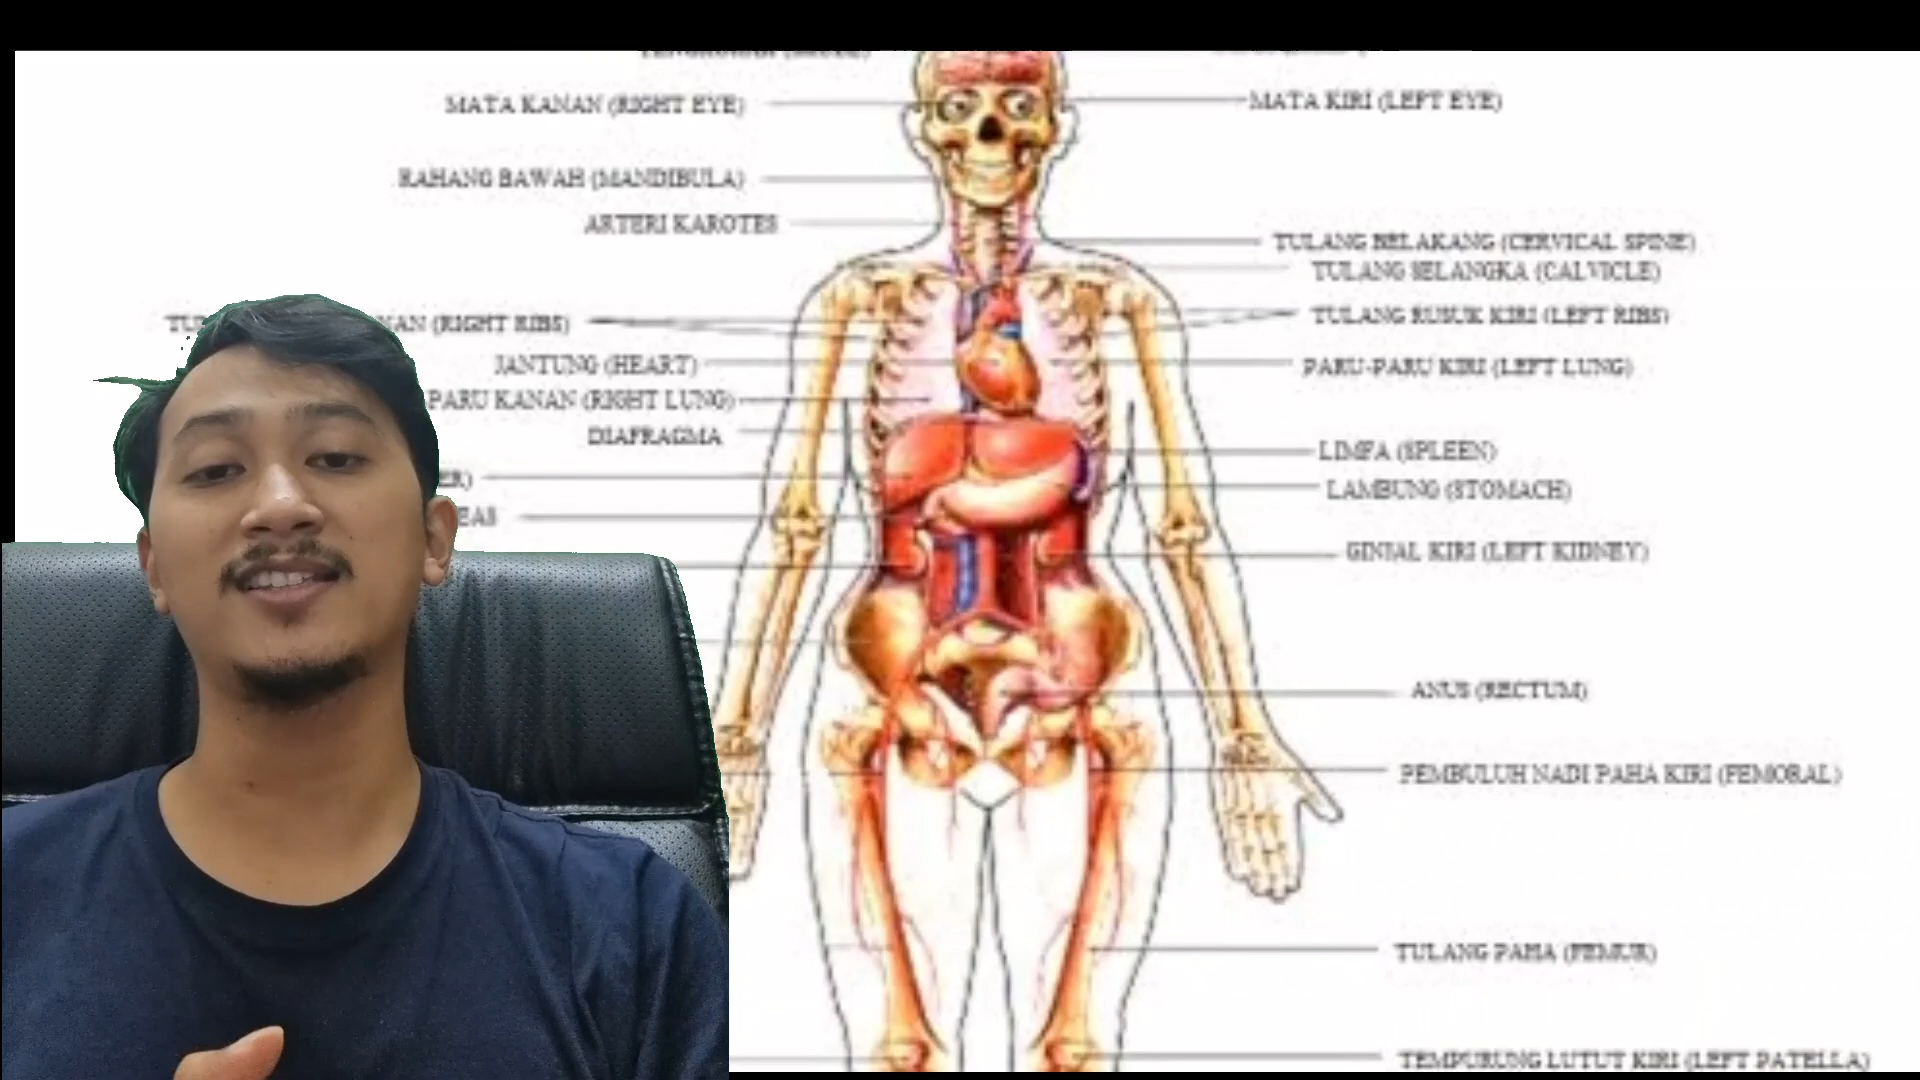 MATA KANAN (RIGHT EYE)
MATA KIRI (LEFT EYE)
RAHANG BAWAH (MANDIBULA)
ARTERI KAROTES
TULANG BELAKANG (CERVICAL SPINE)
TULANG SELANGKA (CALVICLE)
(RIGHT RIBS)
TULANG RUSUK KIRI (LEFT RIBS)
JANTUNG (HEART)
PARU-PARU KIRI (LEFT LUNG)
PARU KANAN (RIGHT LUNG)
DIAFRAGMA
LIMFA (SPLEEN)
LAMBUNG (STOMACH)
GINJAL KIRI (LEFT KIDNEY)
ANUS (RECTUM)
PEMBULUH NADI PAHA KIRI (FEMORAL)
TULANG PAHA (FEMUR)
TEMPURUNG LUTUT KIRI (LEFT PATELLA)